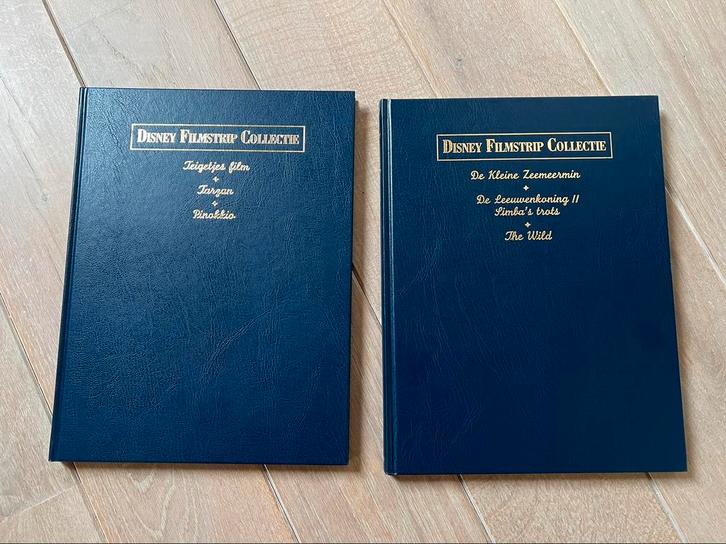 DISNEY FILMSTRIP COLLECTIE
Teigetjes film
Tarzan
Pinokkio
DISNEY FILMSTRIP COLLECTIE
De Kleine Zeemeermin
De Leeuwenkoning II
Simba's trots
The Wild